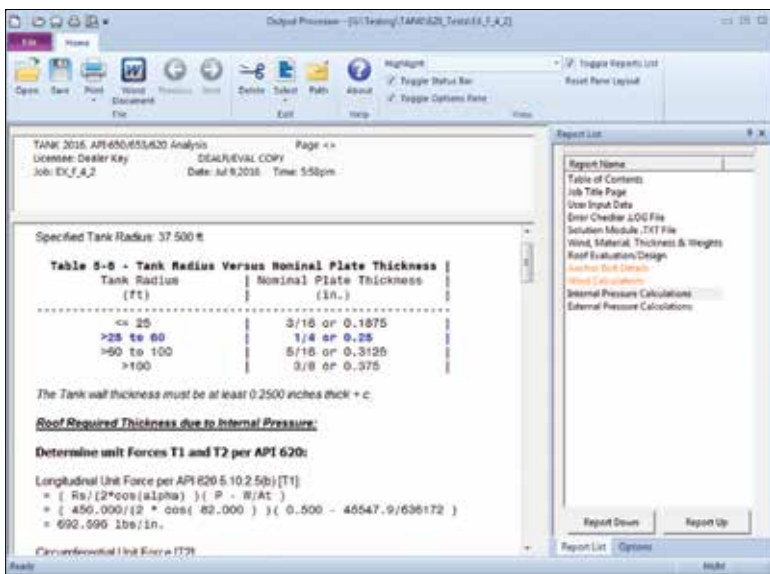 Output Processor - [G:\Testing\TANK\620_Tests\EX_F_4_2]
File Home
Open Save Print Word Document Previous Next Delete Select Path About
Highlight
Toggle Status Bar
Toggle Options Pane
Toggle Reports List
Reset Pane Layout
File Edit Help View
TANK 2016, API-650/653/620 Analysis Page <>
Licensee: Dealer Key DEALR/EVAL COPY
Job: EX_F_4_2 Date: Jul 9,2016 Time: 5:58pm
Specified Tank Radius: 37.500 ft
Table 5-6 - Tank Radius Versus Nominal Plate Thickness |
Tank Radius | Nominal Plate Thickness |
(ft) | (in.) |
<= 25 | 3/16 or 0.1875 |
>25 to 60 | 1/4 or 0.25 |
>60 to 100 | 5/16 or 0.3125 |
>100 | 3/8 or 0.375 |
The Tank wall thickness must be at least 0.2500 inches thick + c
Roof Required Thickness due to Internal Pressure:
Determine unit Forces T1 and T2 per API 620:
Longitudinal Unit Force per API 620 5.10.2.5(b) [T1]:
= ( Rs/(2*cos(alpha) )( P - W/At )
= ( 450.000/(2 * cos( 82.000 ) )( 0.500 - 45547.9/636172 )
= 692.596 lbs/in.
Circumferential Unit Force [T2]:
Report List
Report Name
Table of Contents
Job Title Page
User Input Data
Error Checker .LOG File
Solution Module .TXT File
Wind, Material, Thickness & Weights
Roof Evaluation/Design
Anchor Bolt Details
Wind Calculations
Internal Pressure Calculations
External Pressure Calculations
Report Down Report Up
Report List Options
Ready NUM